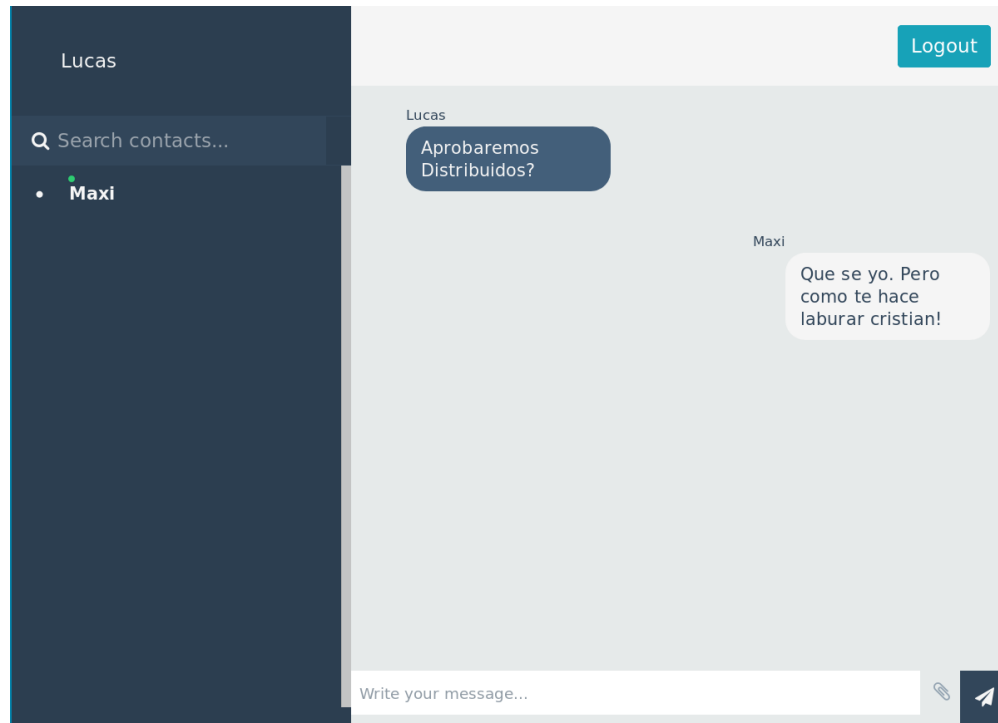 Lucas
Logout
Search contacts...
Maxi
Lucas
Aprobaremos
Distribuidos?
Maxi
Que se yo. Pero
como te hace
laburar cristian!
Write your message...